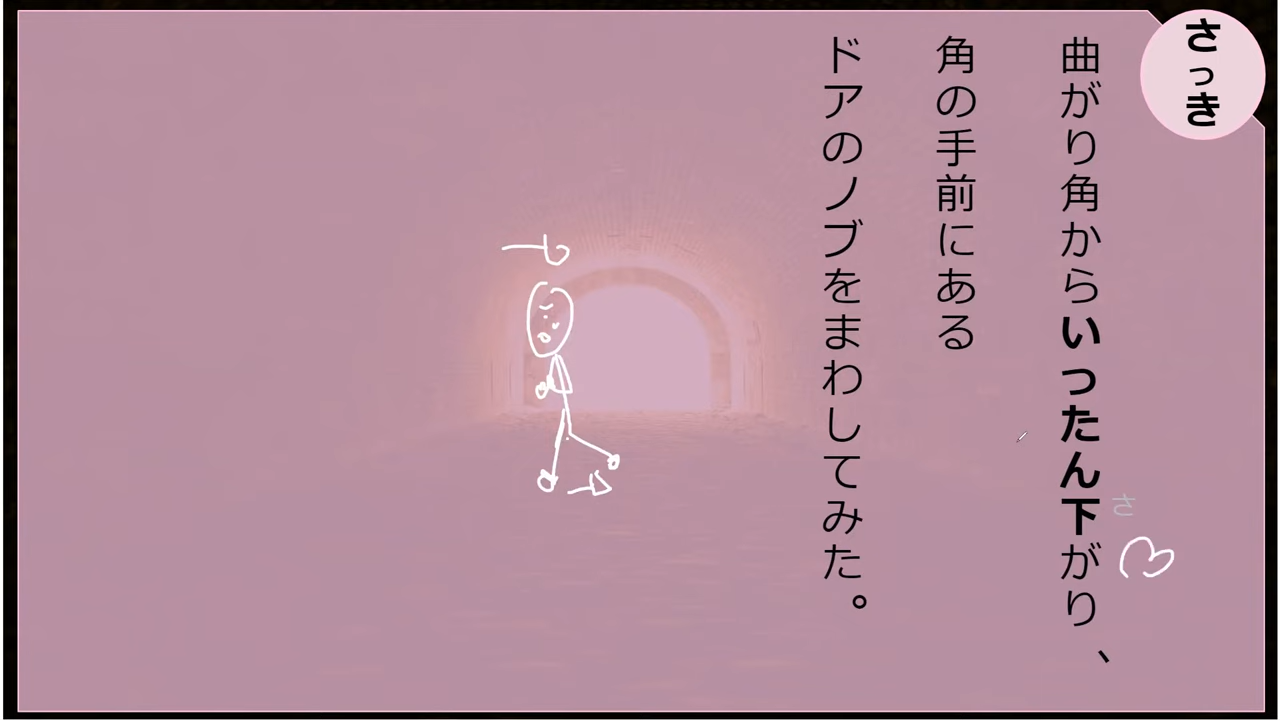 さっき
曲がり角からいったん下がり、
さ
角の手前にある
ドアのノブをまわしてみた。